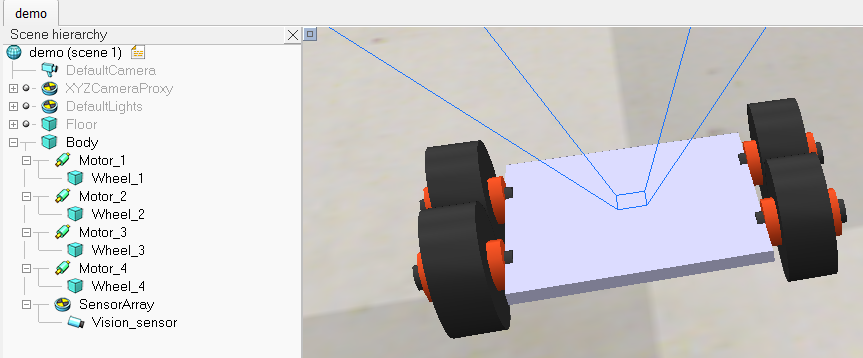 demo
Scene hierarchy
demo (scene 1)
DefaultCamera
XYZCameraProxy
DefaultLights
Floor
Body
Motor_1
Wheel_1
Motor_2
Wheel_2
Motor_3
Wheel_3
Motor_4
Wheel_4
SensorArray
Vision_sensor